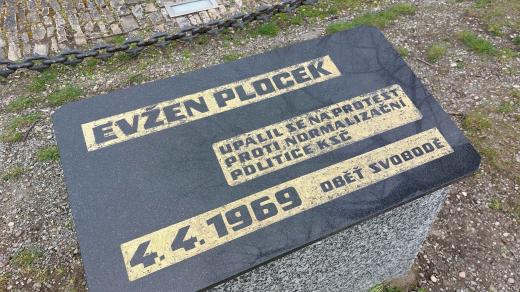 EVŽEN PLOCEK
UPÁLIL SE NA PROTEST
PROTI NORMALIZAČNÍ
POLITICE KSČ
4.4.1969 OBĚŤ SVOBODĚ